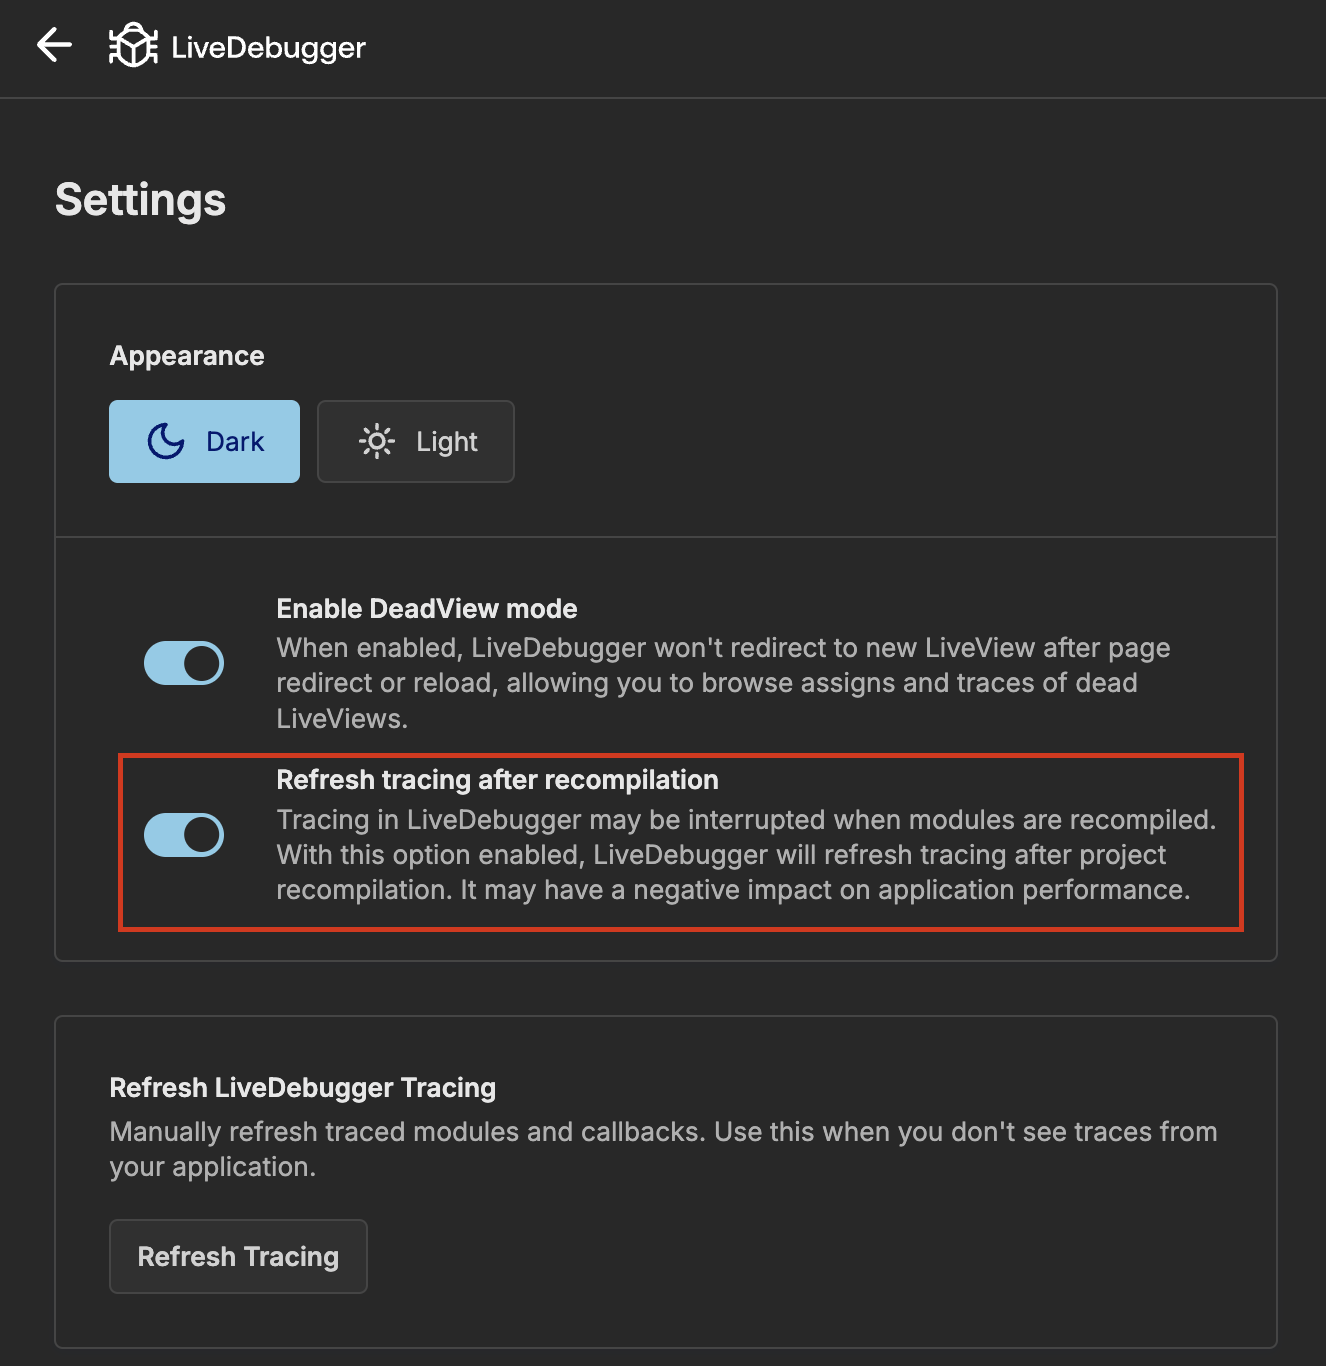 LiveDebugger
Settings
Appearance
Dark
Light
Enable DeadView mode
When enabled, LiveDebugger won't redirect to new LiveView after page
redirect or reload, allowing you to browse assigns and traces of dead
LiveViews.
Refresh tracing after recompilation
Tracing in LiveDebugger may be interrupted when modules are recompiled.
With this option enabled, LiveDebugger will refresh tracing after project
recompilation. It may have a negative impact on application performance.
Refresh LiveDebugger Tracing
Manually refresh traced modules and callbacks. Use this when you don't see traces from
your application.
Refresh Tracing